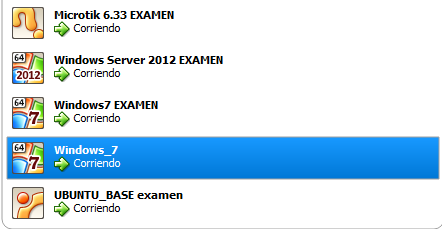 Microtik 6.33 EXAMEN
Corriendo
64
2012
Windows Server 2012 EXAMEN
Corriendo
64
7
Windows7 EXAMEN
Corriendo
64
7
Windows_7
Corriendo
UBUNTU_BASE examen
Corriendo